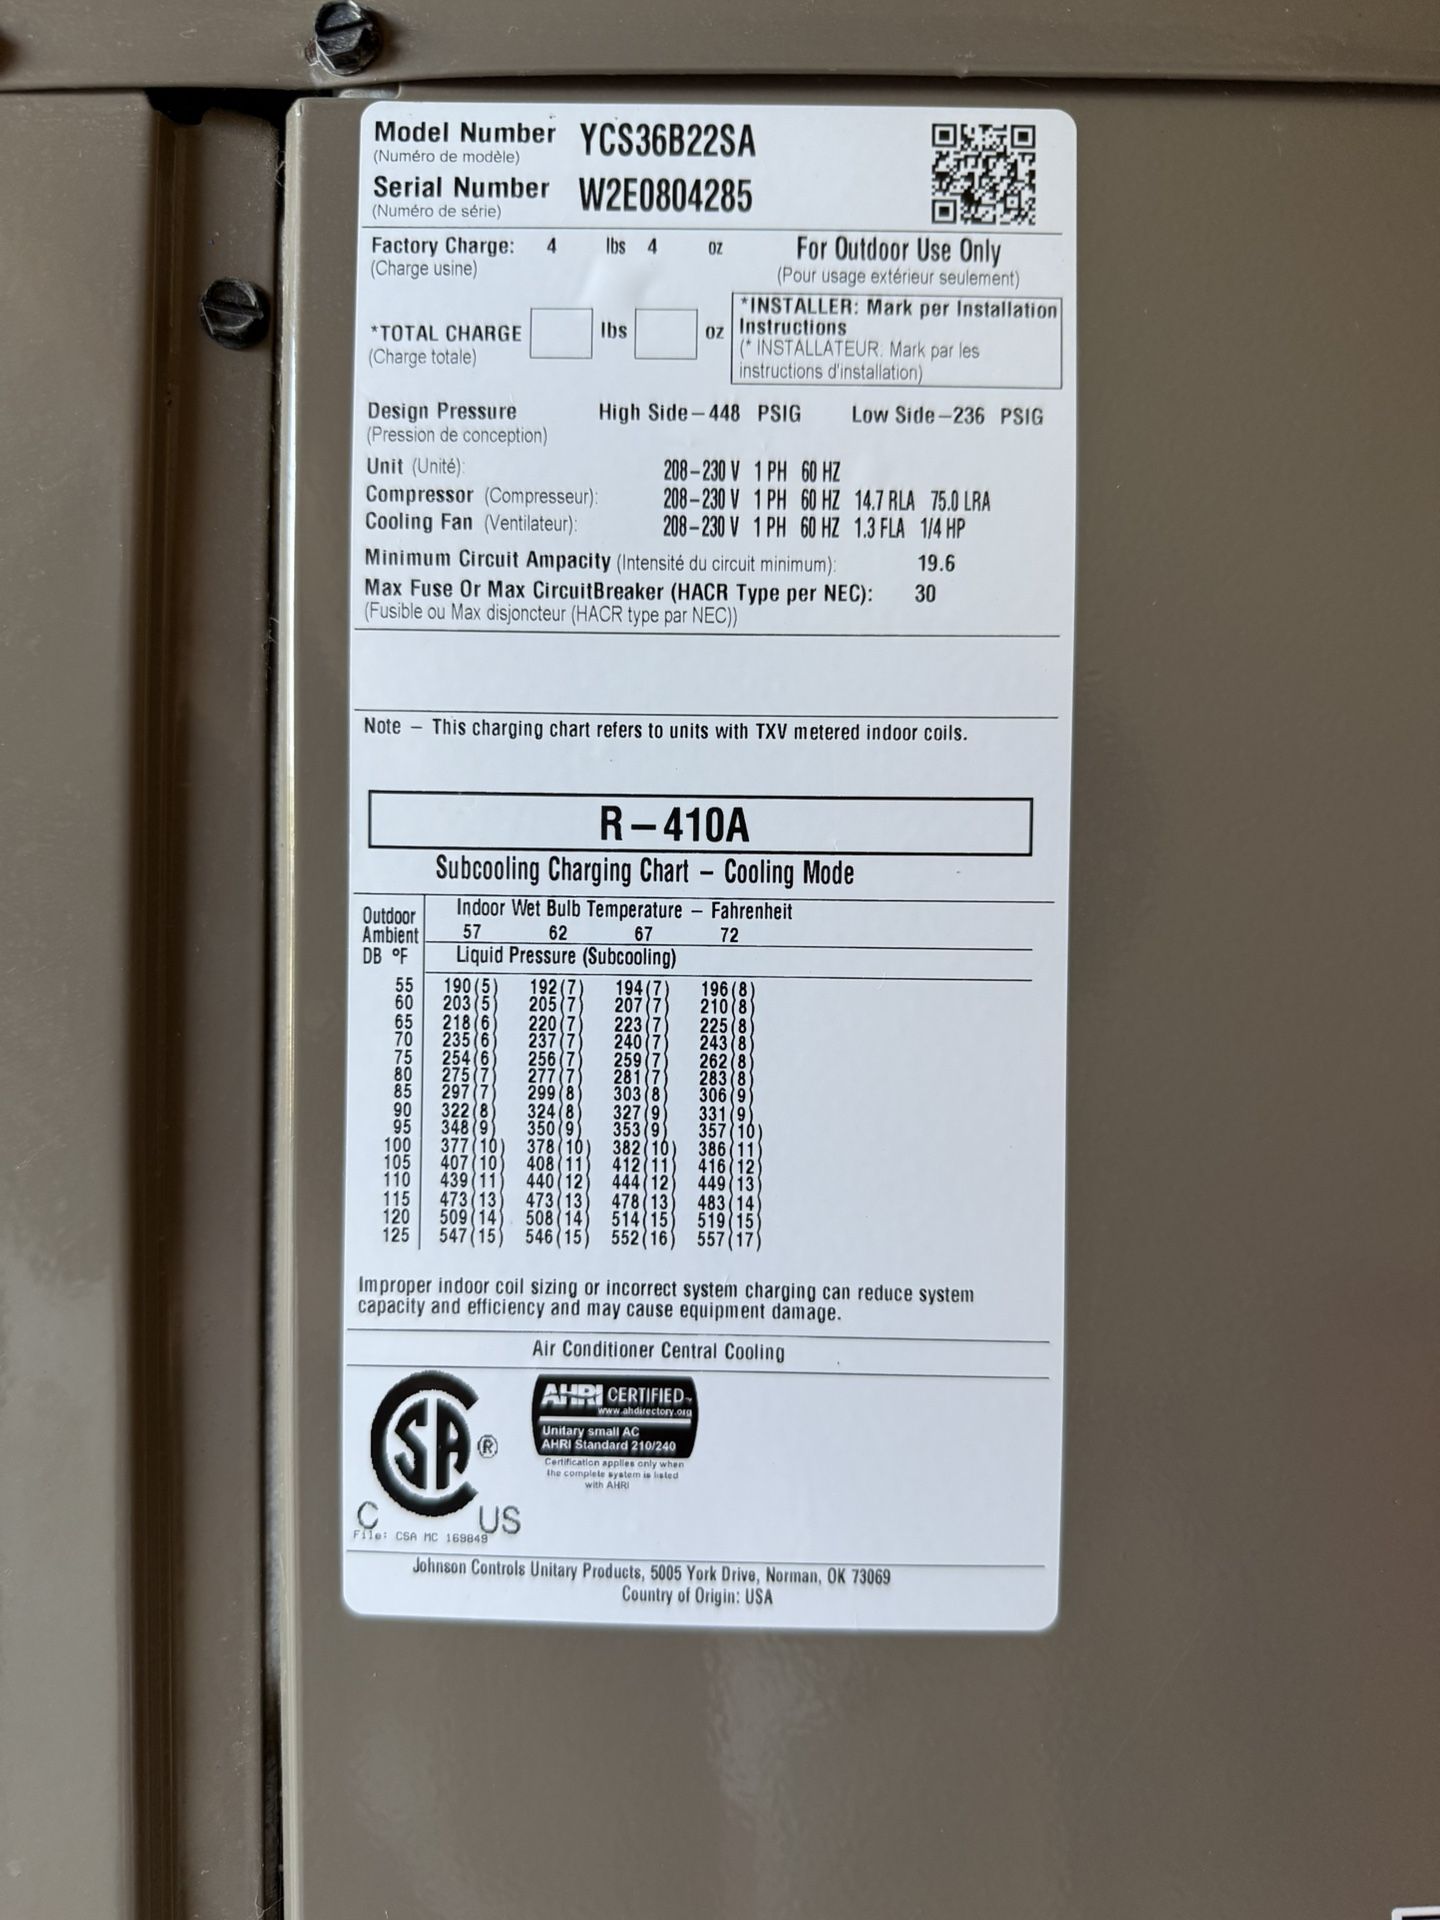 Model Number YCS36B22SA
(Numéro de modèle)
Serial Number W2E0804285
(Numéro de série)
Factory Charge: 4 lbs 4 oz For Outdoor Use Only
(Charge usine) (Pour usage extérieur seulement)
*INSTALLER: Mark per Installation
*TOTAL CHARGE lbs oz Instructions
(Charge totale) (* INSTALLATEUR: Mark par les
instructions d'installation)
Design Pressure High Side-448 PSIG Low Side-236 PSIG
(Pression de conception)
Unit (Unité): 208-230 V 1 PH 60 HZ
Compressor (Compresseur): 208-230 V 1 PH 60 HZ 14.7 RLA 75.0 LRA
Cooling Fan (Ventilateur): 208-230 V 1 PH 60 HZ 1.3 FLA 1/4 HP
Minimum Circuit Ampacity (Intensité du circuit minimum): 19.6
Max Fuse Or Max CircuitBreaker (HACR Type per NEC): 30
(Fusible ou Max disjoncteur (HACR type par NEC))
Note - This charging chart refers to units with TXV metered indoor coils.
R-410A
Subcooling Charging Chart - Cooling Mode
Outdoor Indoor Wet Bulb Temperature - Fahrenheit
Ambient 57 62 67 72
DB °F Liquid Pressure (Subcooling)
55 190(5) 192(7) 194(7) 196(8)
60 203(5) 205(7) 207(7) 210(8)
65 218(6) 220(7) 223(7) 225(8)
70 235(6) 237(7) 240(7) 243(8)
75 254(6) 256(7) 259(7) 262(8)
80 275(7) 277(7) 281(7) 283(8)
85 297(7) 299(8) 303(8) 306(9)
90 322(8) 324(8) 327(9) 331(9)
95 348(9) 350(9) 353(9) 357(10)
100 377(10) 378(10) 382(10) 386(11)
105 407(10) 408(11) 412(11) 416(12)
110 439(11) 440(12) 444(12) 449(13)
115 473(13) 473(13) 478(13) 483(14)
120 509(14) 508(14) 514(15) 519(15)
125 547(15) 546(15) 552(16) 557(17)
Improper indoor coil sizing or incorrect system charging can reduce system
capacity and efficiency and may cause equipment damage.
Air Conditioner Central Cooling
AHRI CERTIFIED™
www.ahdirectory.org
Unitary small AC
AHRI Standard 210/240
Certification applies only when
the complete system is listed
with AHRI
SA ®
C US
File: CSA MC 169849
Johnson Controls Unitary Products, 5005 York Drive, Norman, OK 73069
Country of Origin: USA